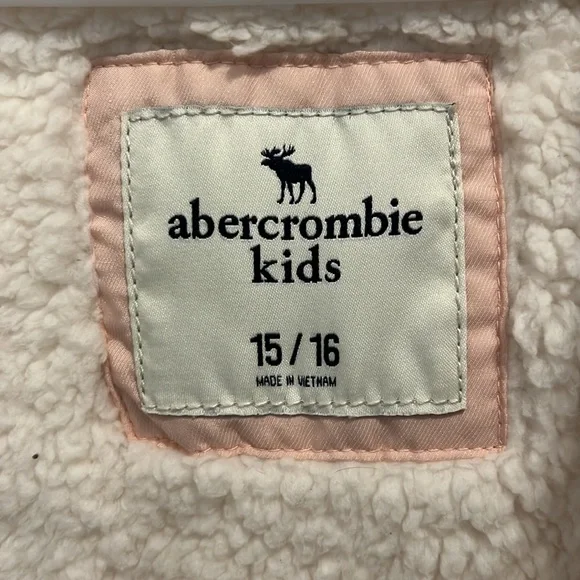 abercrombie
kids
15 / 16
MADE IN VIETNAM